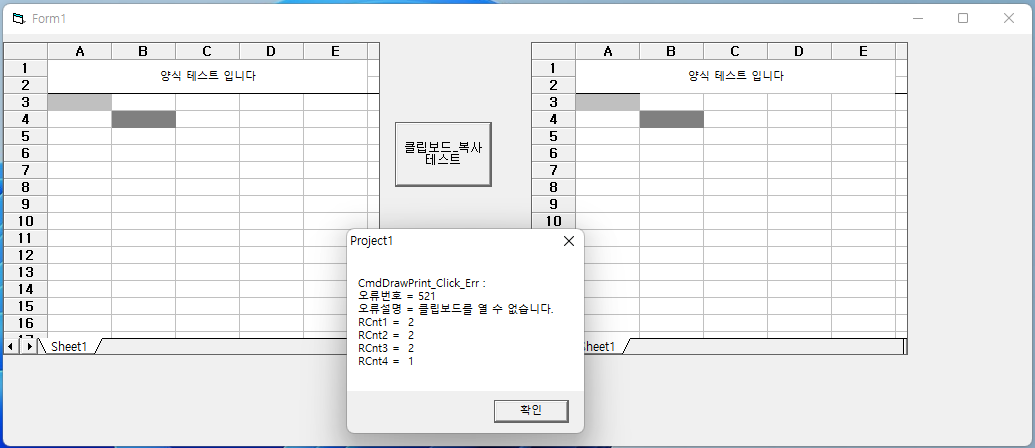 Form1
A B C D E
1
2
3
4
5
6
7
8
9
10
11
12
13
14
15
16
양식 테스트 입니다
Sheet1
클립보드_복사
테스트
A B C D E
1
2
3
4
5
6
7
8
9
10
양식 테스트 입니다
Project1
CmdDrawPrint_Click_Err :
오류번호 = 521
오류설명 = 클립보드를 열 수 없습니다.
RCnt1 = 2
RCnt2 = 2
RCnt3 = 2
RCnt4 = 1
확인